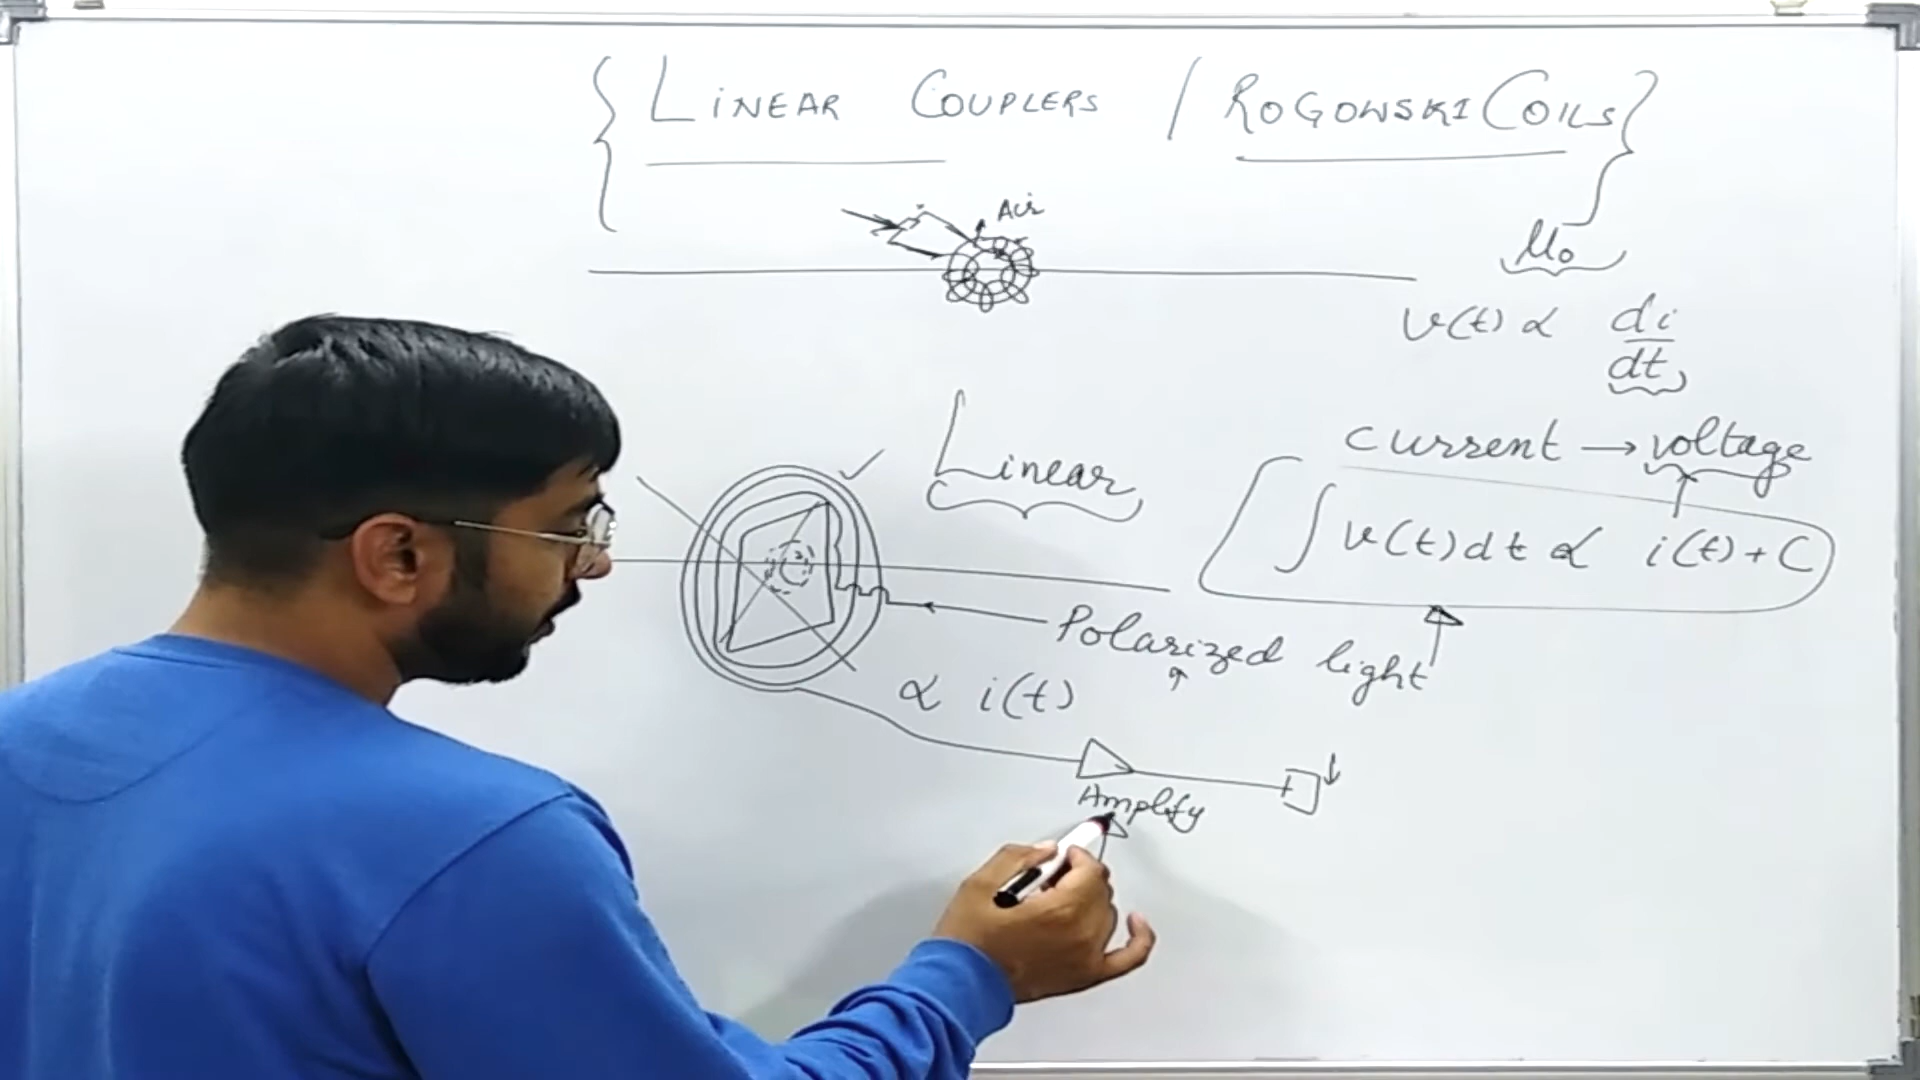 {LINEAR COUPLERS / ROGOWSKI COILS}
Air
μ₀
v(t) ∝ di/dt
current → voltage
Linear
∫v(t)dt ∝ i(t)+C
Polarized light
∝ i(t)
Amplify